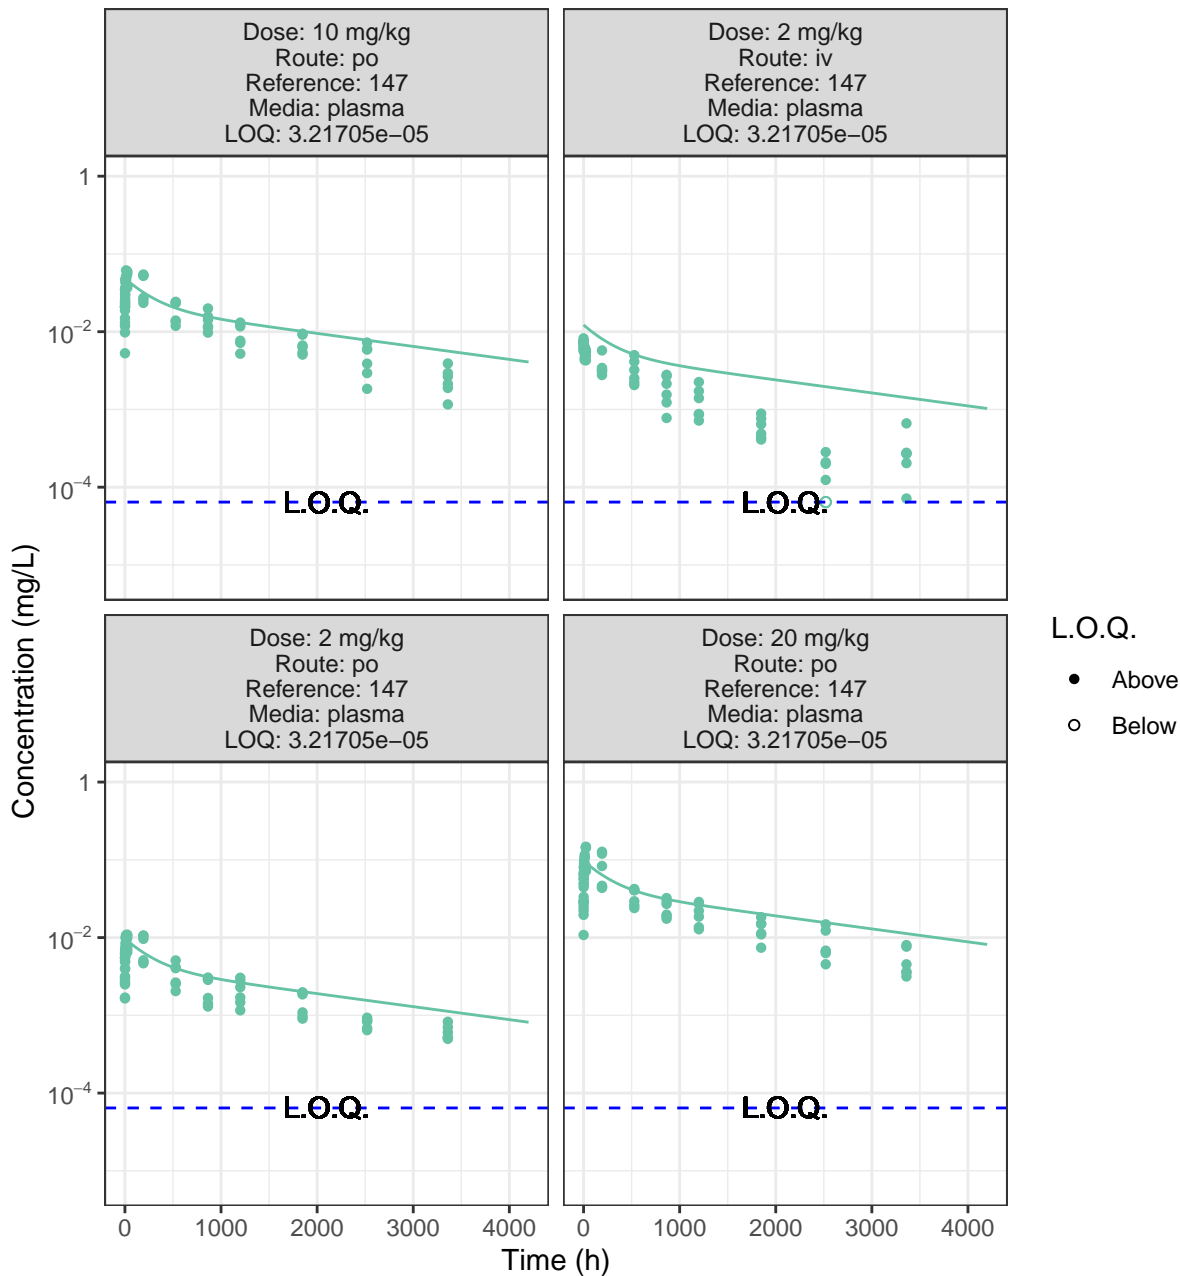 Dose: 10 mg/kg
Route: po
Reference: 147
Media: plasma
LOQ: 3.21705e−05
Dose: 2 mg/kg
Route: iv
Reference: 147
Media: plasma
LOQ: 3.21705e−05
1
10⁻²
10⁻⁴
L.O.Q.
L.O.Q.
Dose: 2 mg/kg
Route: po
Reference: 147
Media: plasma
LOQ: 3.21705e−05
Dose: 20 mg/kg
Route: po
Reference: 147
Media: plasma
LOQ: 3.21705e−05
1
10⁻²
10⁻⁴
L.O.Q.
L.O.Q.
0 1000 2000 3000 4000
0 1000 2000 3000 4000
Time (h)
Concentration (mg/L)
L.O.Q.
Above
Below